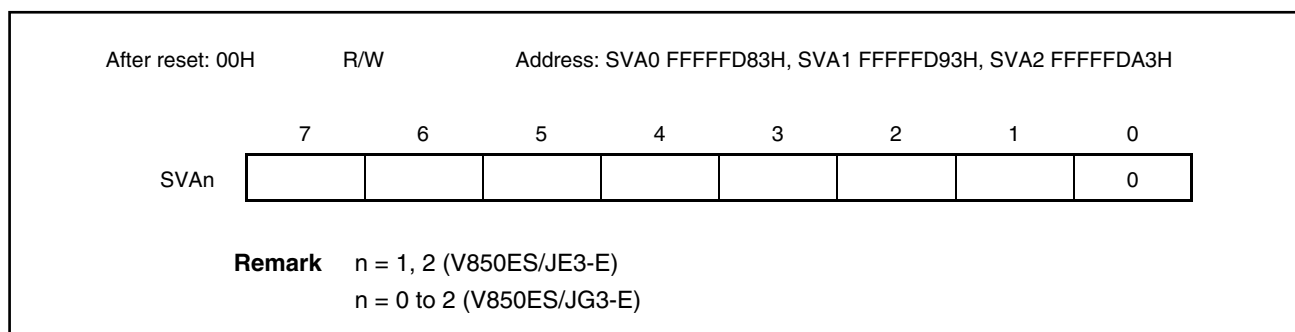 After reset: 00H R/W Address: SVA0 FFFFFD83H, SVA1 FFFFFD93H, SVA2 FFFFFDA3H
7 6 5 4 3 2 1 0
SVAn 0
Remark n = 1, 2 (V850ES/JE3-E)
n = 0 to 2 (V850ES/JG3-E)